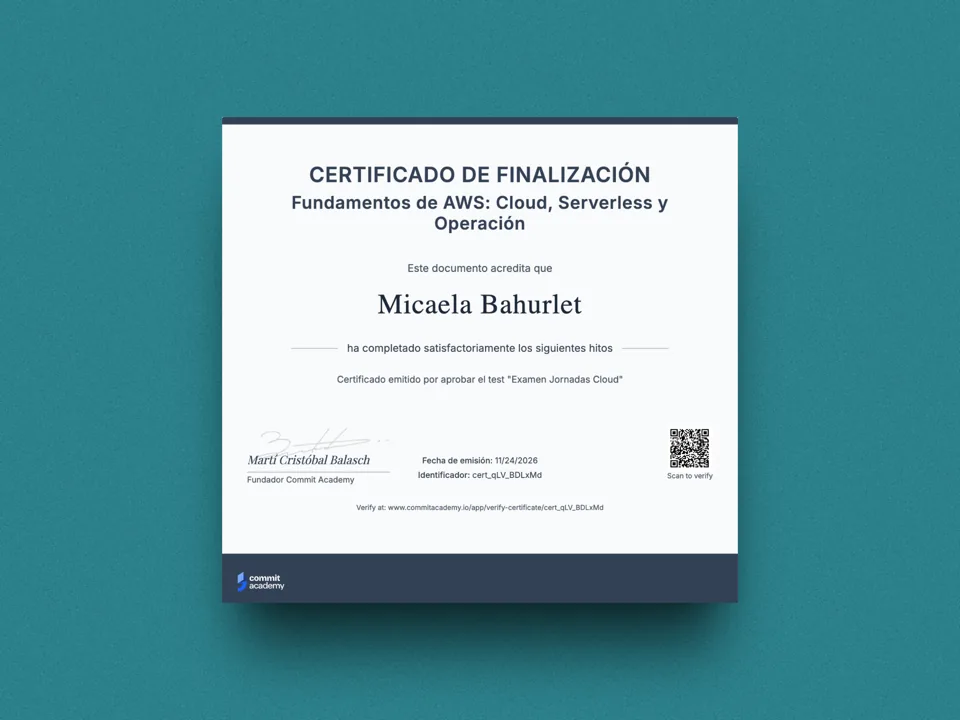 CERTIFICADO DE FINALIZACIÓN
Fundamentos de AWS: Cloud, Serverless y
Operación
Este documento acredita que
Micaela Bahurlet
ha completado satisfactoriamente los siguientes hitos
Certificado emitido por aprobar el test "Examen Jornadas Cloud"
Martí Cristóbal Balasch
Fundador Commit Academy
Fecha de emisión: 11/24/2026
Identificador: cert_qLV_BDLxMd
Scan to verify
Verify at: www.commitacademy.io/app/verify-certificate/cert_qLV_BDLxMd
commit
academy